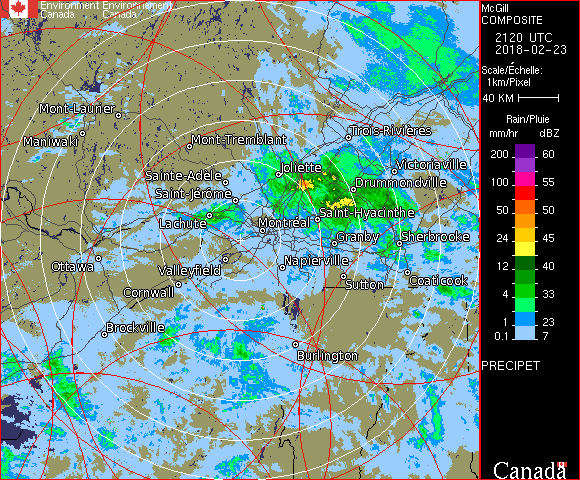 Environment Environnement
Canada Canada
McGill
COMPOSITE
2120 UTC
2018-02-23
Scale/Échelle:
1km/Pixel
40 KM
Rain/Pluie
mm/hr dBZ
200 60
100 55
50 50
24 45
12 40
4 33
1 23
0.1 7
PRECIPET
Canada
Mont-Laurier
Maniwaki
Mont-Tremblant
Trois-Rivières
Sainte-Adèle
Joliette
Victoriaville
Saint-Jérôme
Drummondville
Lachute
Saint-Hyacinthe
Montréal
Granby
Sherbrooke
Ottawa
Valleyfield
Napierville
Cornwall
Sutton
Coaticook
Brockville
Burlington